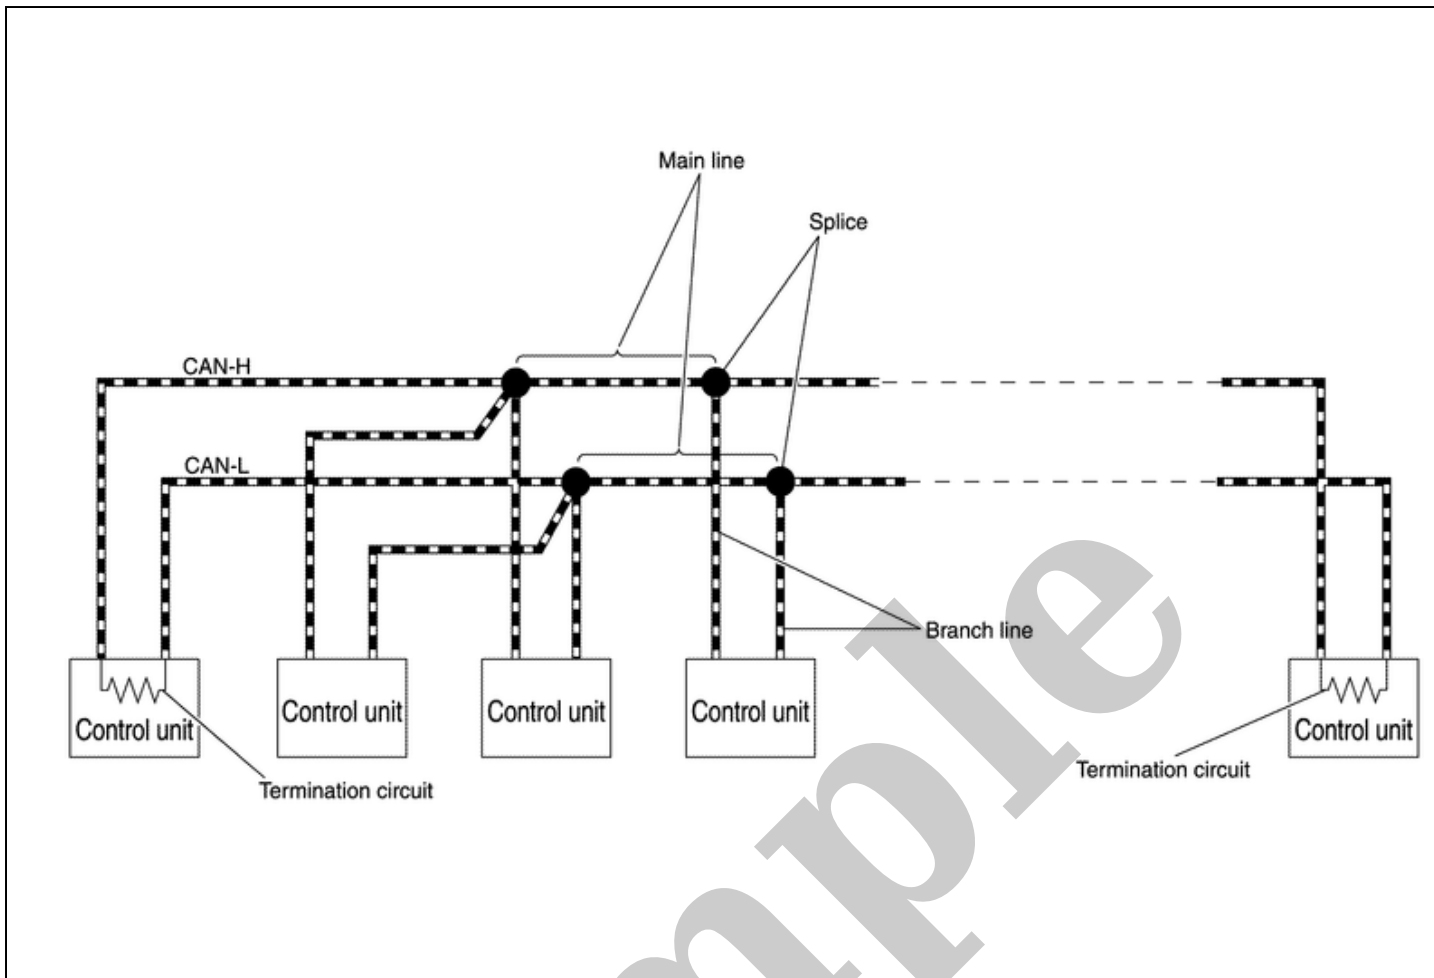 Main line
Splice
CAN-H
CAN-L
Branch line
Control unit
Control unit
Control unit
Control unit
Control unit
Termination circuit
Termination circuit